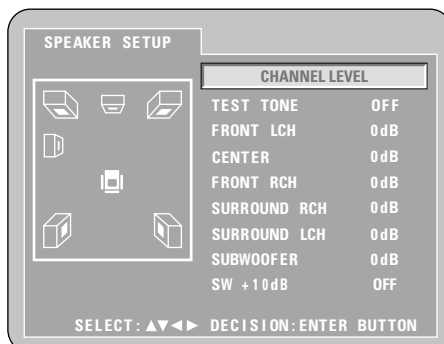 SPEAKER SETUP
CHANNEL LEVEL
TEST TONE OFF
FRONT LCH 0dB
CENTER 0dB
FRONT RCH 0dB
SURROUND RCH 0dB
SURROUND LCH 0dB
SUBWOOFER 0dB
SW +10dB OFF
SELECT: ▲▼◄► DECISION:ENTER BUTTON